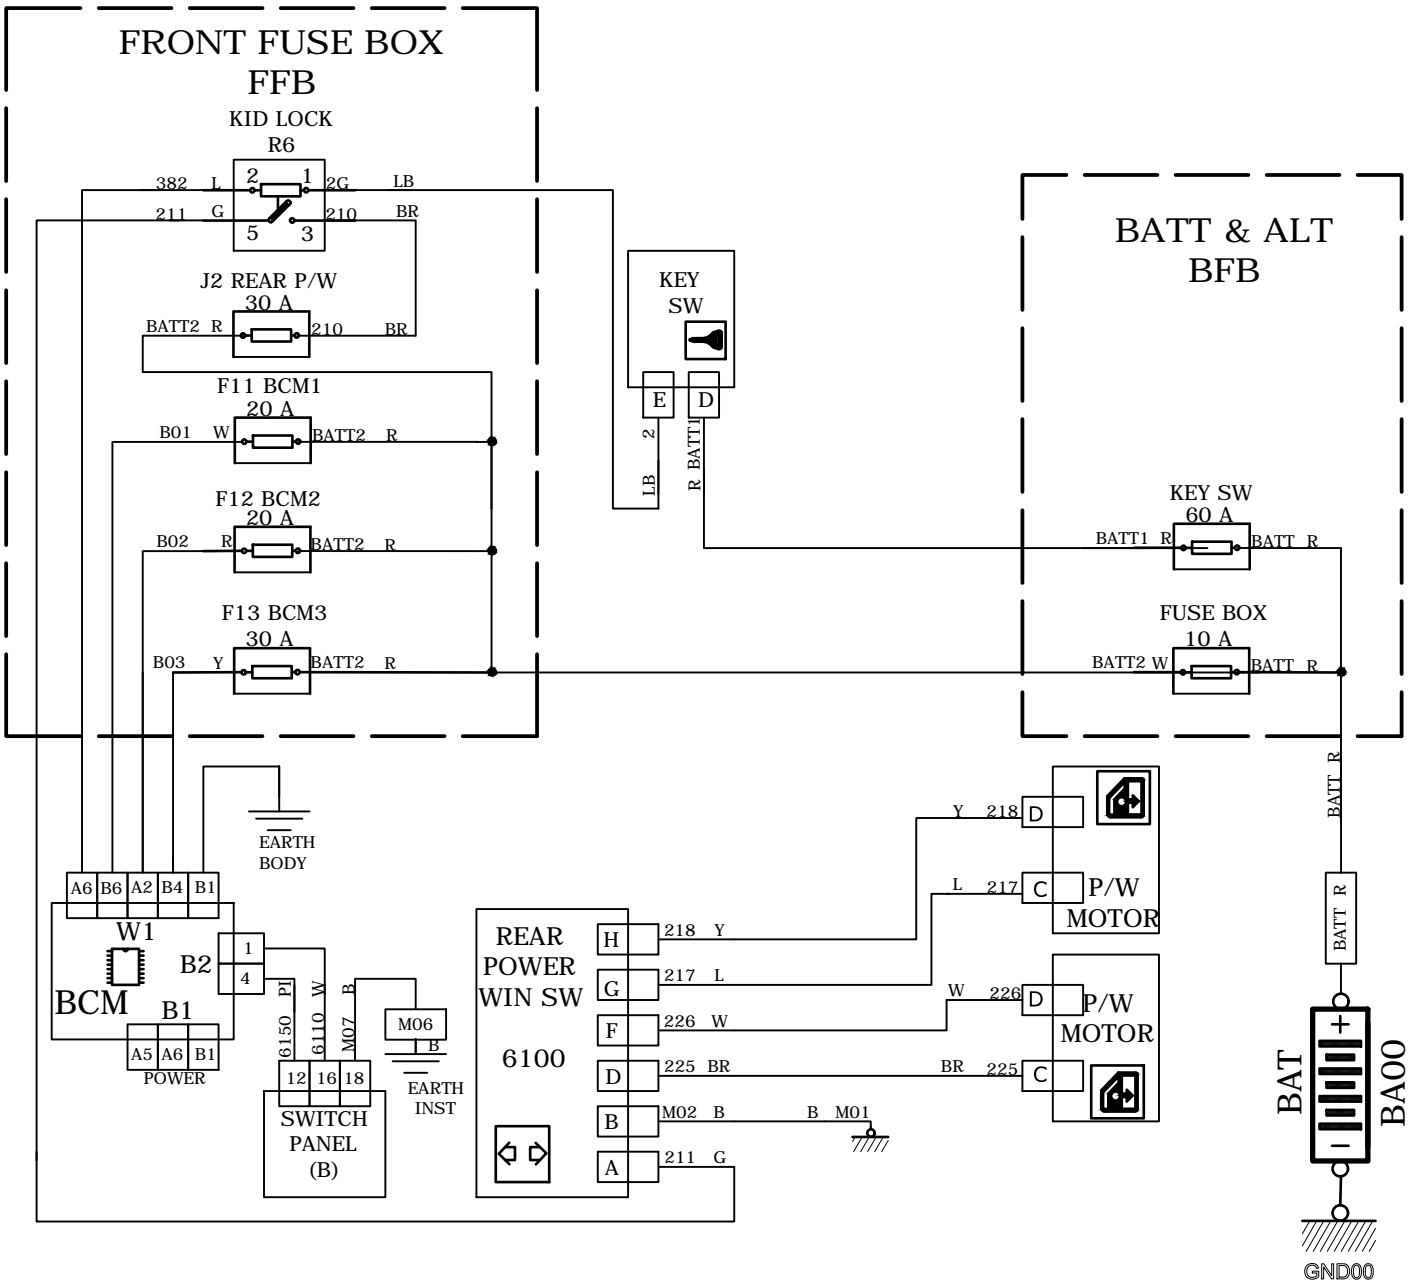 FRONT FUSE BOX
FFB
KID LOCK
R6
2 1
382 L 2G LB
211 G 210 BR
5 3
J2 REAR P/W
30 A
BATT2 R 210 BR
F11 BCM1
20 A
B01 W BATT2 R
F12 BCM2
20 A
B02 R BATT2 R
F13 BCM3
30 A
B03 Y BATT2 R
KEY
SW
E D
LB 2
R BATT1
BATT & ALT
BFB
KEY SW
60 A
BATT1 R BATT R
FUSE BOX
10 A
BATT2 W BATT R
BATT R
BATT R
BAT
+
−
BA00
GND00
EARTH
BODY
A6 B6 A2 B4 B1
W1
BCM
B2
1
4
B1
A5 A6 B1
POWER
6150 PI
6110 W
M07 B
M06
B
EARTH
INST
12 16 18
SWITCH
PANEL
(B)
REAR
POWER
WIN SW
6100
H 218 Y
G 217 L
F 226 W
D 225 BR
B M02 B
A 211 G
B M01
Y 218 D
L 217 C
P/W
MOTOR
W 226 D
P/W
MOTOR
BR 225 C